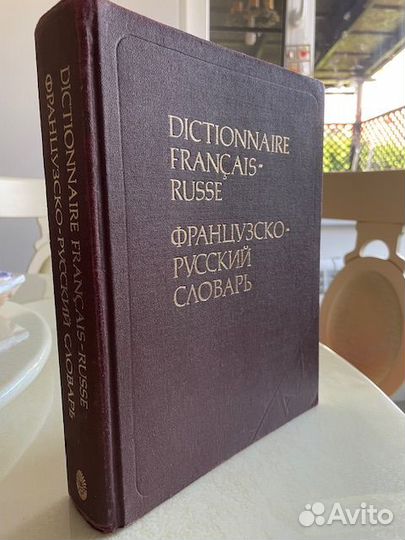 DICTIONNAIRE FRANÇAIS-RUSSE
ФРАНЦУЗСКО-РУССКИЙ СЛОВАРЬ
DICTIONNAIRE
FRANÇAIS-
RUSSE
ФРАНЦУЗСКО-
РУССКИЙ
СЛОВАРЬ
Avito